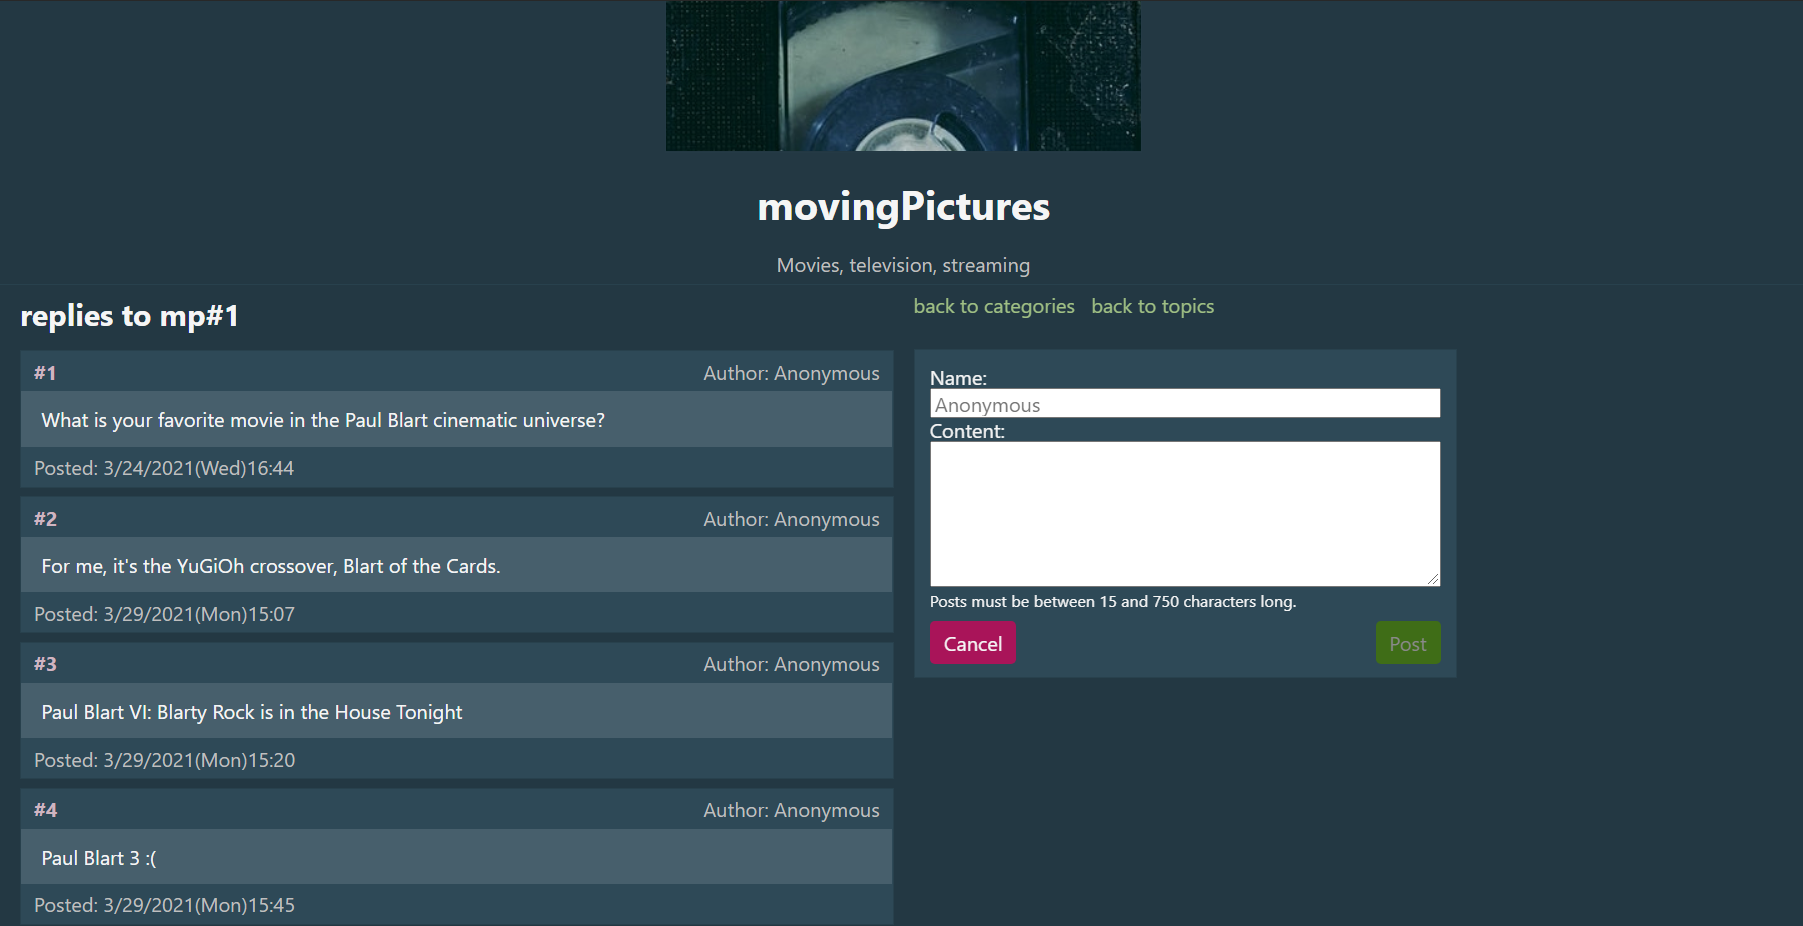 movingPictures
Movies, television, streaming
replies to mp#1
back to categories back to topics
#1 Author: Anonymous
What is your favorite movie in the Paul Blart cinematic universe?
Posted: 3/24/2021(Wed)16:44
#2 Author: Anonymous
For me, it's the YuGiOh crossover, Blart of the Cards.
Posted: 3/29/2021(Mon)15:07
#3 Author: Anonymous
Paul Blart VI: Blarty Rock is in the House Tonight
Posted: 3/29/2021(Mon)15:20
#4 Author: Anonymous
Paul Blart 3 :(
Posted: 3/29/2021(Mon)15:45
Name:
Anonymous
Content:
Posts must be between 15 and 750 characters long.
Cancel Post